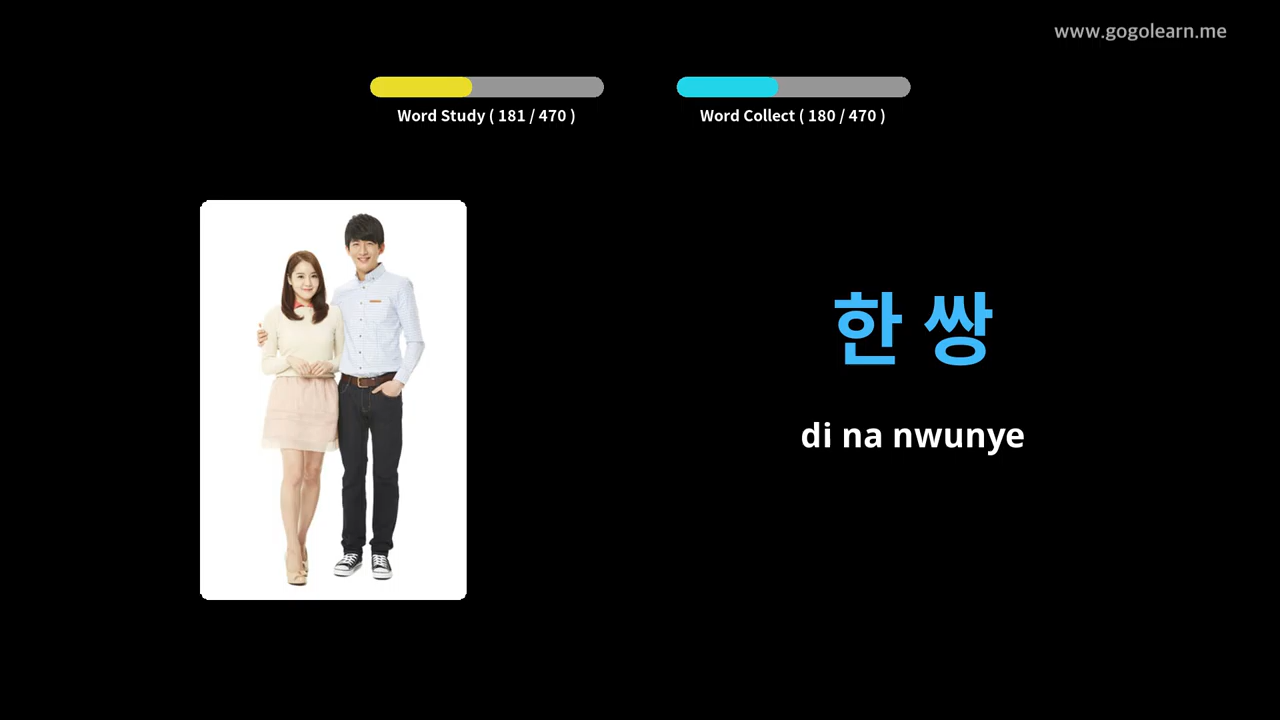 www.gogolearn.me
Word Study ( 181 / 470 )
Word Collect ( 180 / 470 )
한 쌍
di na nwunye